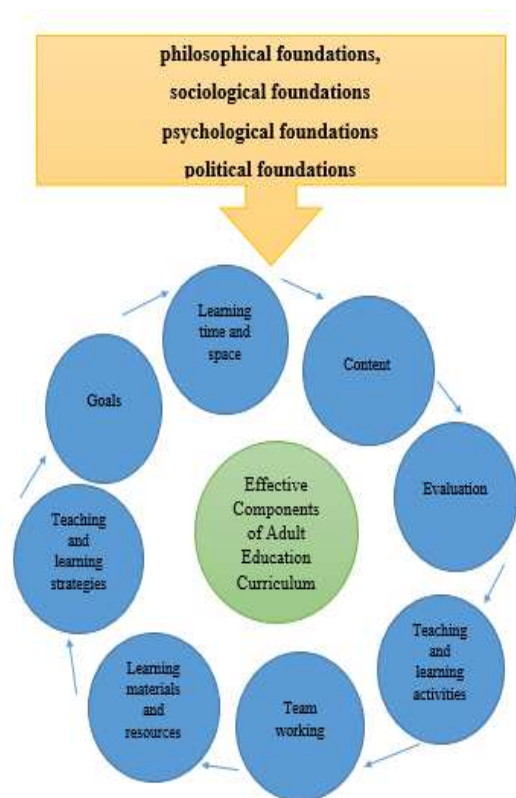 philosophical foundations,
sociological foundations
psychological foundations
political foundations
Learning
time and
space
Content
Evaluation
Teaching
and
learning
activities
Team
working
Learning
materials
and
resources
Teaching
and
learning
strategies
Goals
Effective
Components
of Adult
Education
Curriculum